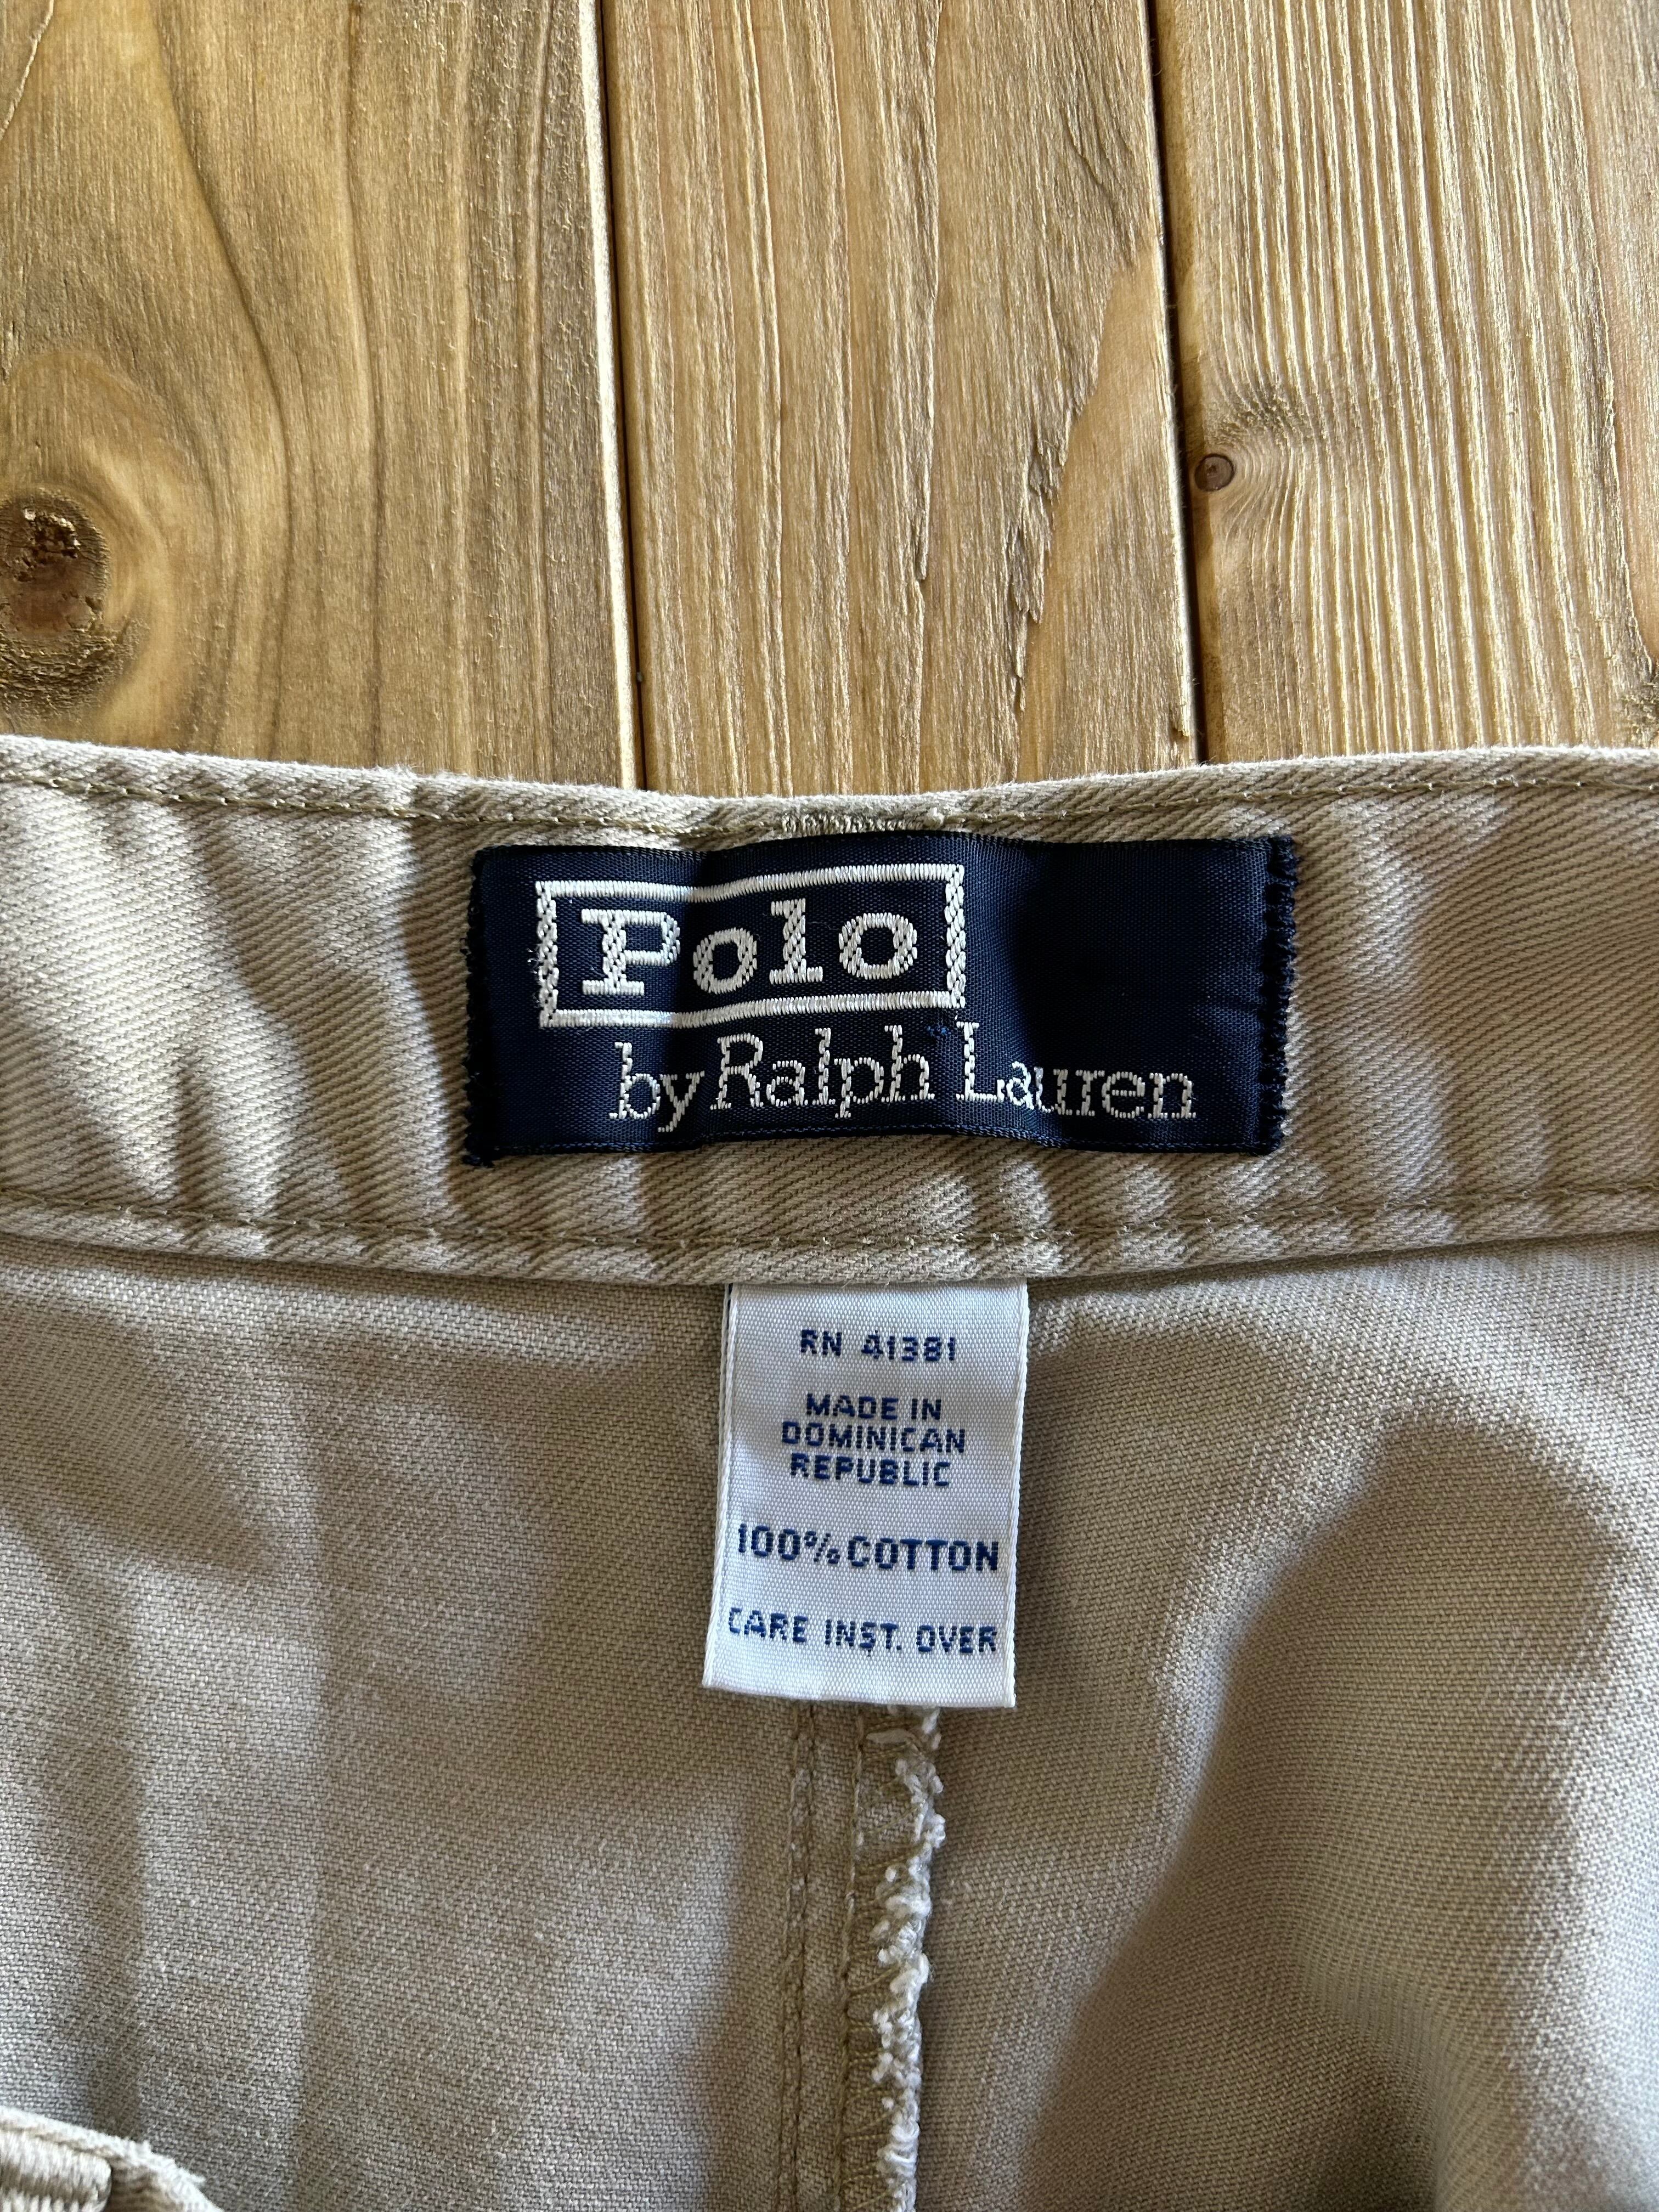 Polo
by Ralph Lauren
RN 41381
MADE IN
DOMINICAN
REPUBLIC
100% COTTON
CARE INST. OVER